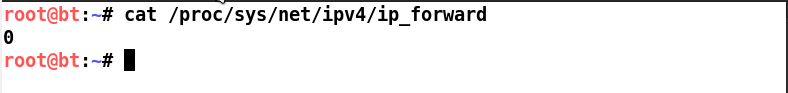 root@bt:~# cat /proc/sys/net/ipv4/ip_forward
0
root@bt:~#